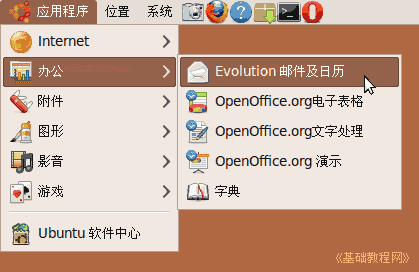 应用程序 位置 系统
Internet
办公
附件
图形
影音
游戏
Ubuntu 软件中心
Evolution 邮件及日历
OpenOffice.org电子表格
OpenOffice.org文字处理
OpenOffice.org 演示
字典
《基础教程网》